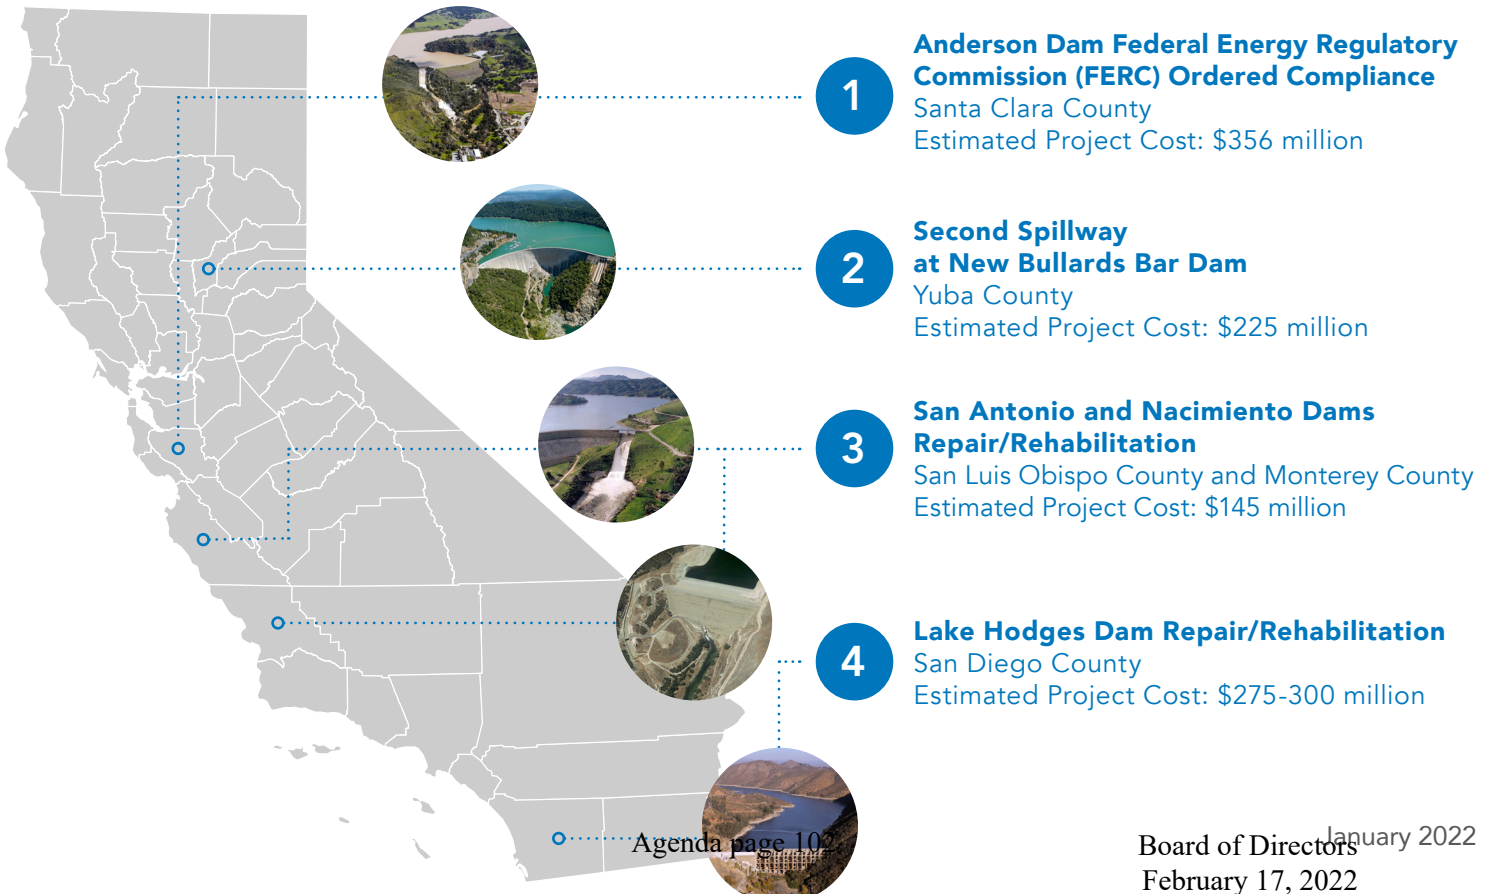 1
Anderson Dam Federal Energy Regulatory
Commission (FERC) Ordered Compliance
Santa Clara County
Estimated Project Cost: $356 million
2
Second Spillway
at New Bullards Bar Dam
Yuba County
Estimated Project Cost: $225 million
3
San Antonio and Nacimiento Dams
Repair/Rehabilitation
San Luis Obispo County and Monterey County
Estimated Project Cost: $145 million
4
Lake Hodges Dam Repair/Rehabilitation
San Diego County
Estimated Project Cost: $275-300 million
Agenda page 102
January 2022
Board of Directors
February 17, 2022